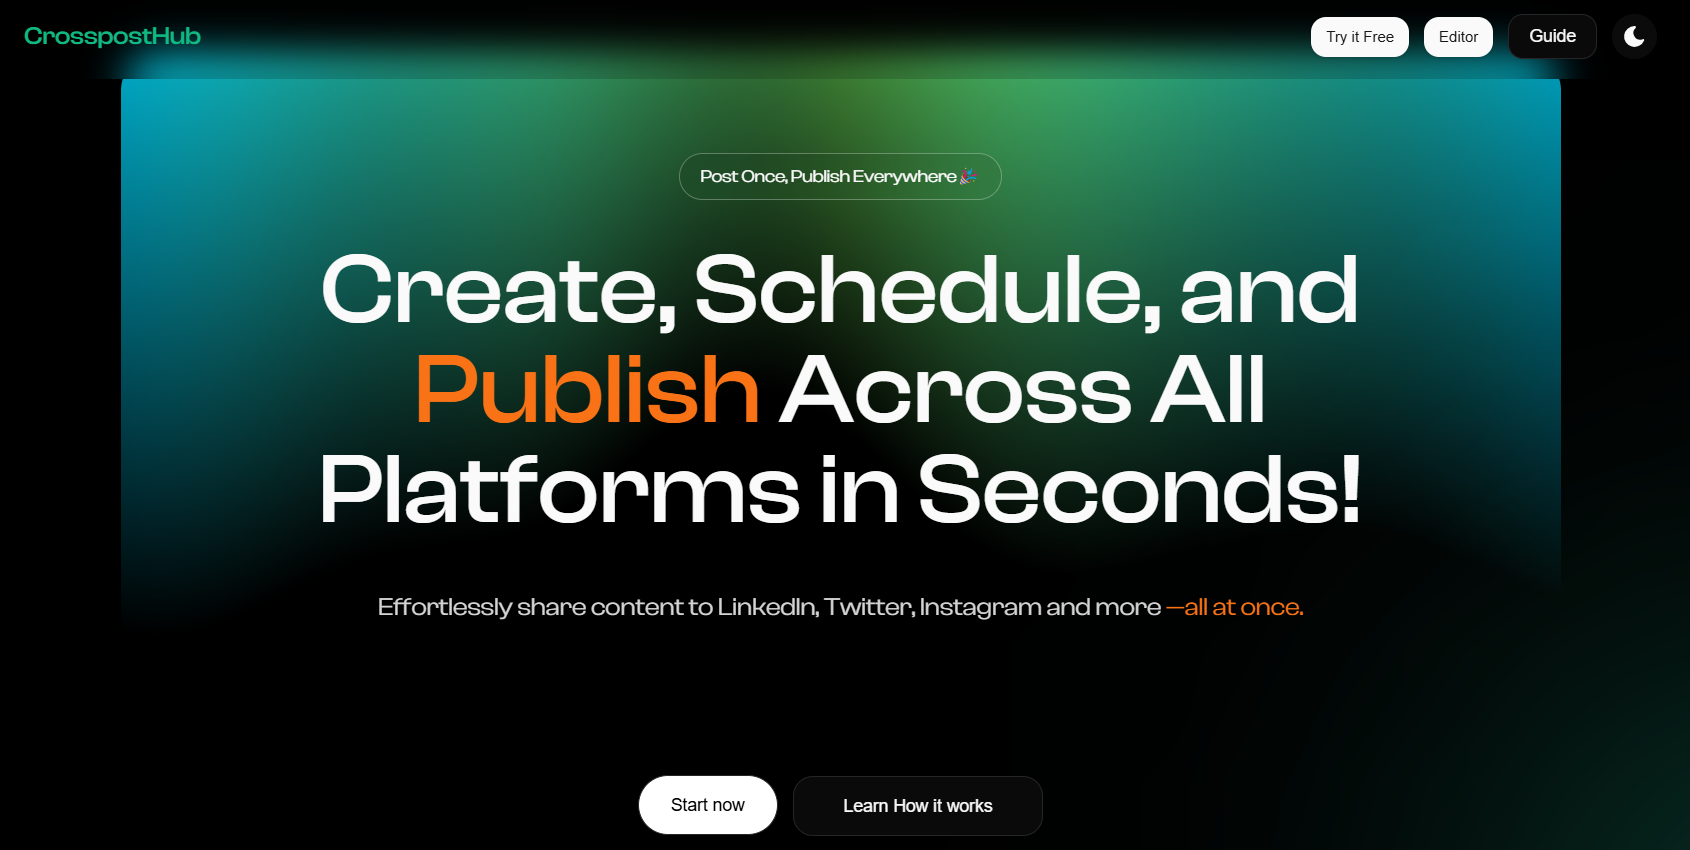 CrosspostHub
Try it Free
Editor
Guide
Post Once, Publish Everywhere 🎉
Create, Schedule, and
Publish Across All
Platforms in Seconds!
Effortlessly share content to LinkedIn, Twitter, Instagram and more —all at once.
Start now
Learn How it works